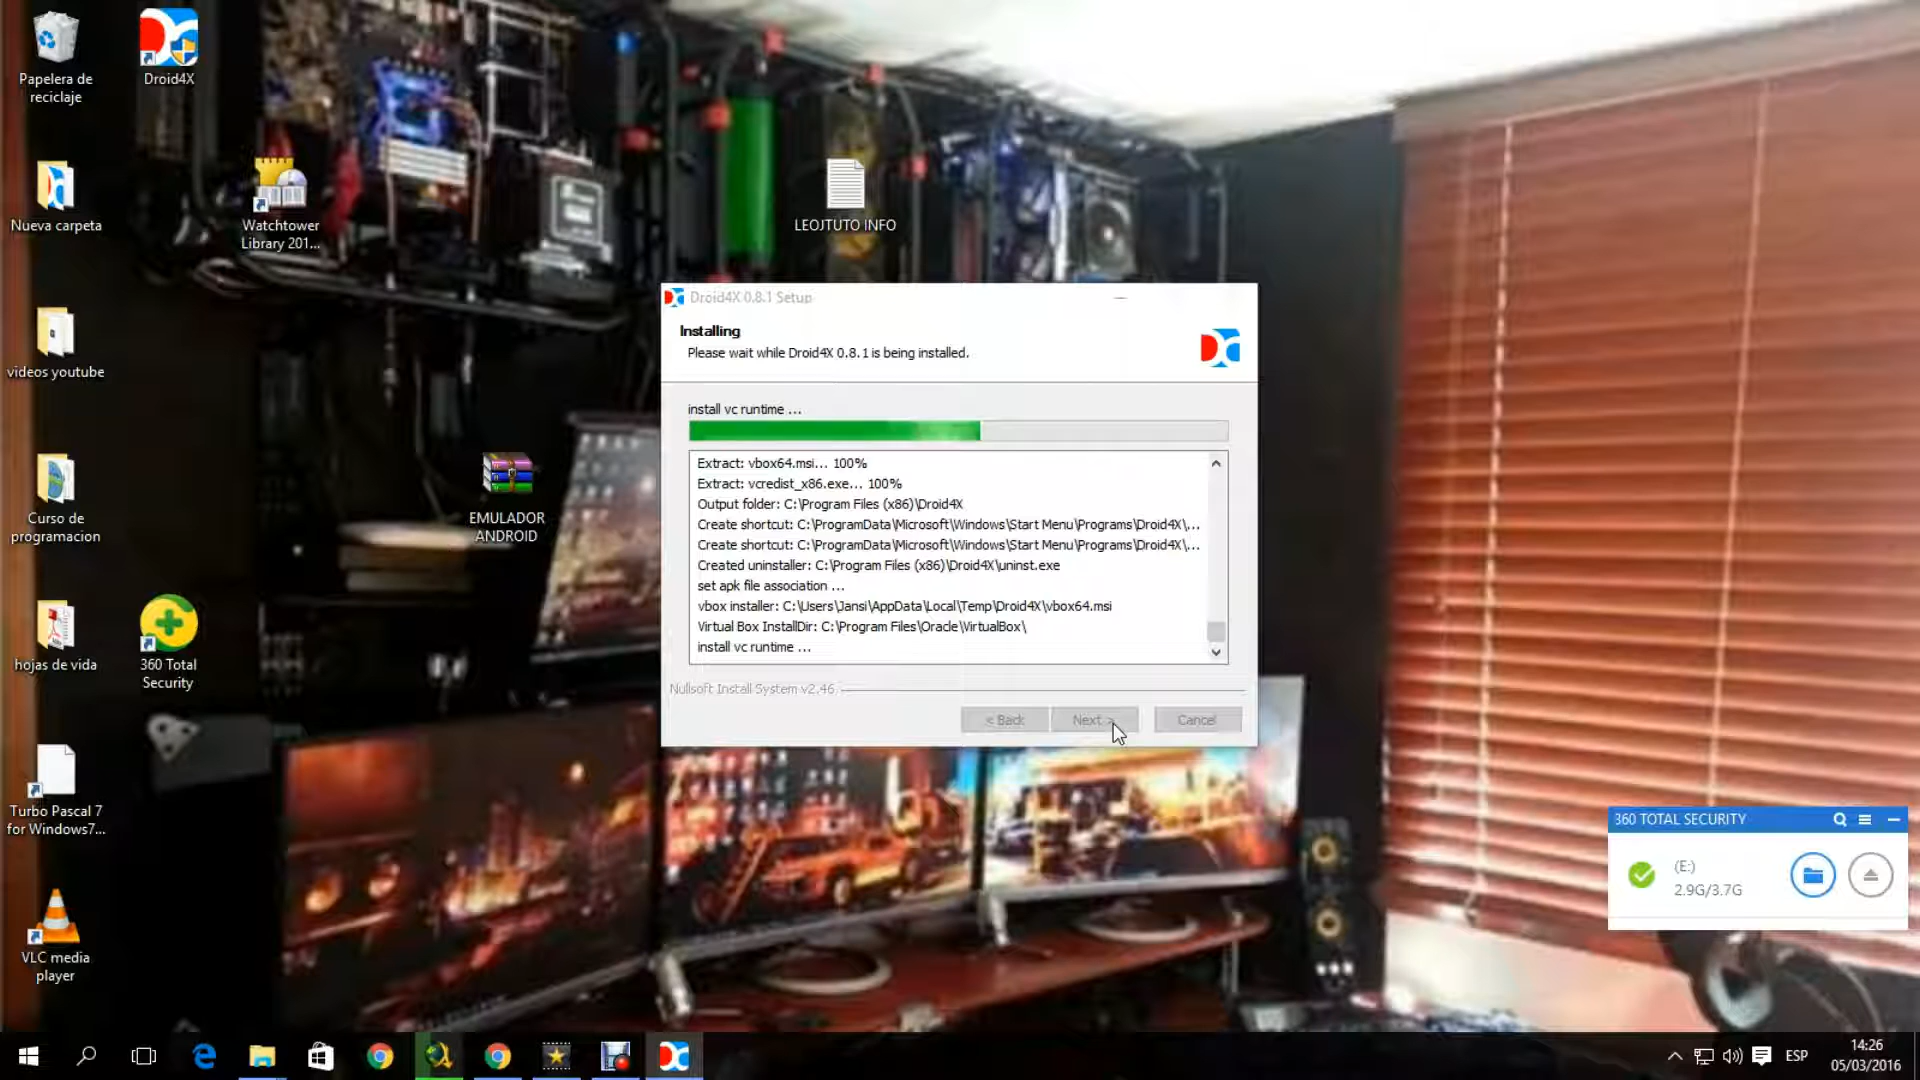 Papelera de
reciclaje
Droid4X
Nueva carpeta
Watchtower
Library 201...
LEOJTUTO INFO
videos youtube
Curso de
programacion
EMULADOR
ANDROID
hojas de vida
360 Total
Security
Turbo Pascal 7
for Windows7...
VLC media
player
Droid4X 0.8.1 Setup
Installing
Please wait while Droid4X 0.8.1 is being installed.
install vc runtime ...
Extract: vbox64.msi... 100%
Extract: vcredist_x86.exe... 100%
Output folder: C:\Program Files (x86)\Droid4X
Create shortcut: C:\ProgramData\Microsoft\Windows\Start Menu\Programs\Droid4X\...
Create shortcut: C:\ProgramData\Microsoft\Windows\Start Menu\Programs\Droid4X\...
Created uninstaller: C:\Program Files (x86)\Droid4X\uninst.exe
set apk file association ...
vbox installer: C:\Users\Jansi\AppData\Local\Temp\Droid4X\vbox64.msi
Virtual Box InstallDir: C:\Program Files\Oracle\VirtualBox\
install vc runtime ...
Nullsoft Install System v2.46
< Back
Next >
Cancel
360 TOTAL SECURITY
(E:)
2.9G/3.7G
ESP
14:26
05/03/2016